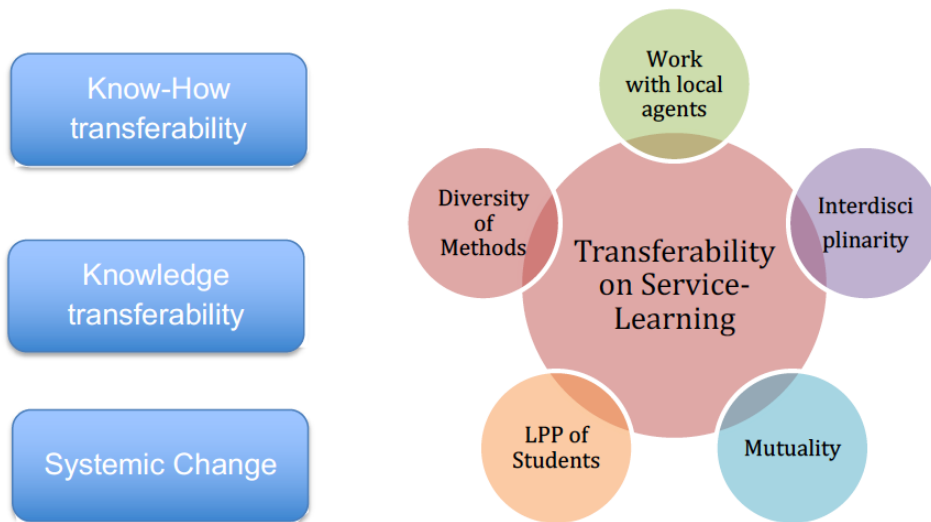 Know-How
transferability
Knowledge
transferability
Systemic Change
Work
with local
agents
Diversity
of
Methods
Interdisci
plinarity
Transferability
on Service-
Learning
LPP of
Students
Mutuality